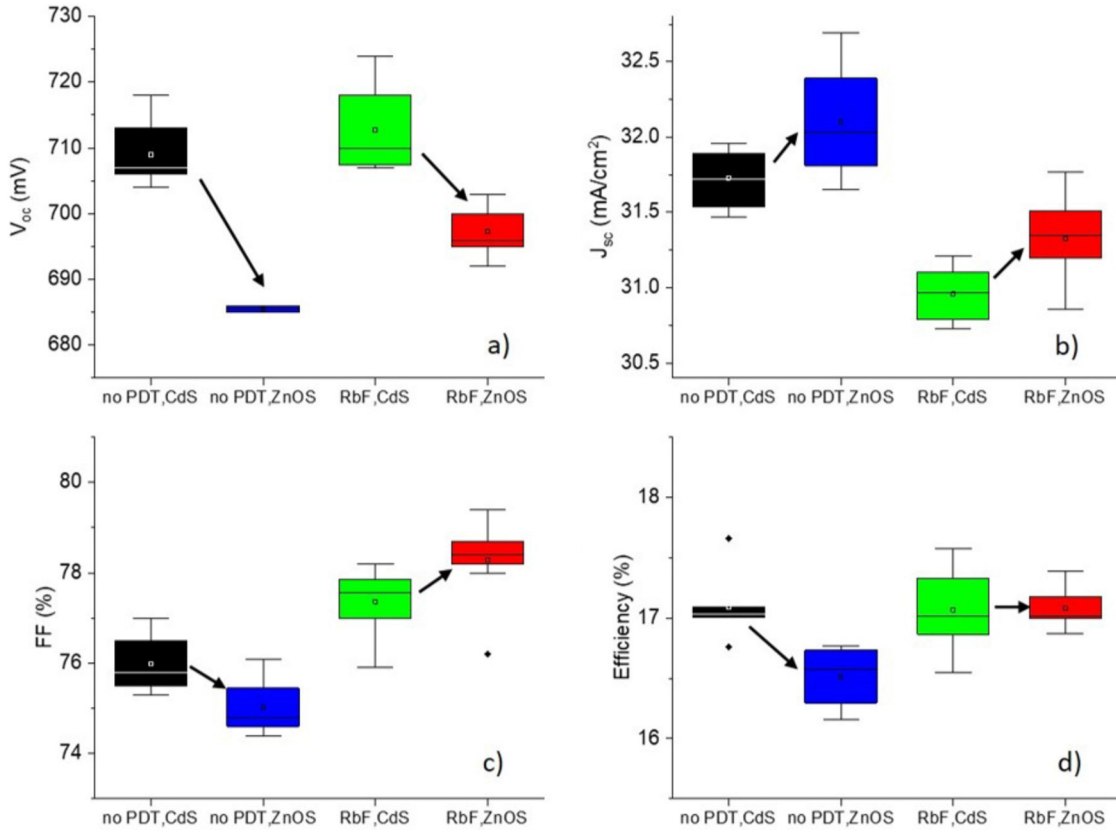 730
720
710
700
690
680
V_oc (mV)
a)
no PDT,CdS no PDT,ZnOS RbF,CdS RbF,ZnOS
32.5
32.0
31.5
31.0
30.5
J_sc (mA/cm²)
b)
no PDT,CdS no PDT,ZnOS RbF,CdS RbF,ZnOS
80
78
76
74
FF (%)
c)
no PDT,CdS no PDT,ZnOS RbF,CdS RbF,ZnOS
18
17
16
Efficiency (%)
d)
no PDT,CdS no PDT,ZnOS RbF,CdS RbF,ZnOS